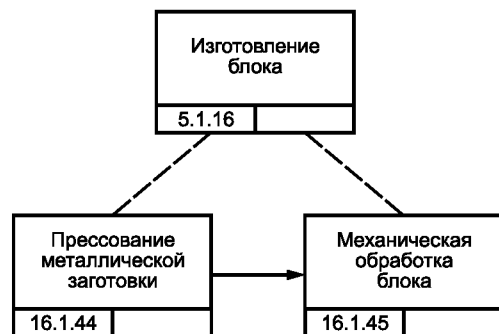 Изготовление
блока
5.1.16
Прессование
металлической
заготовки
16.1.44
Механическая
обработка
блока
16.1.45